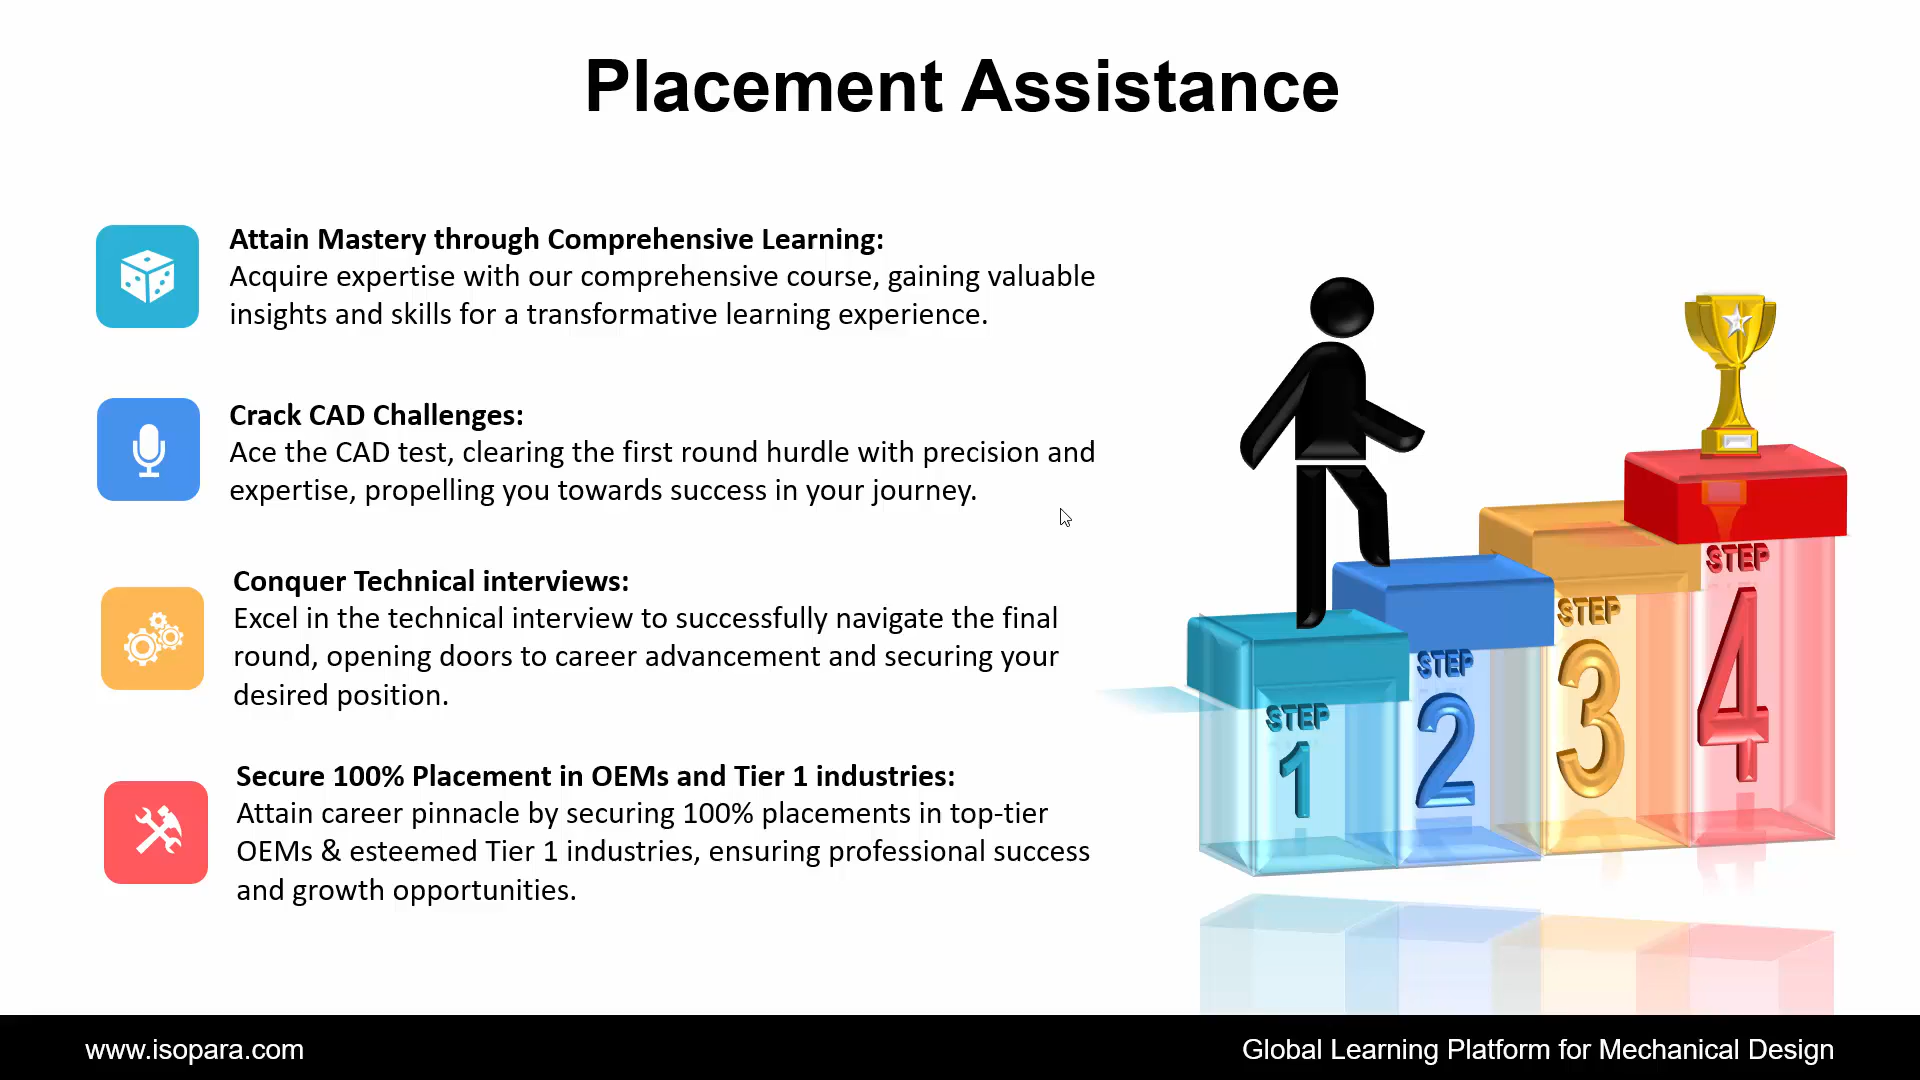 Placement Assistance
Attain Mastery through Comprehensive Learning:
Acquire expertise with our comprehensive course, gaining valuable
insights and skills for a transformative learning experience.
Crack CAD Challenges:
Ace the CAD test, clearing the first round hurdle with precision and
expertise, propelling you towards success in your journey.
Conquer Technical interviews:
Excel in the technical interview to successfully navigate the final
round, opening doors to career advancement and securing your
desired position.
Secure 100% Placement in OEMs and Tier 1 industries:
Attain career pinnacle by securing 100% placements in top-tier
OEMs & esteemed Tier 1 industries, ensuring professional success
and growth opportunities.
STEP
1
STEP
2
STEP
3
STEP
4
www.isopara.com
Global Learning Platform for Mechanical Design